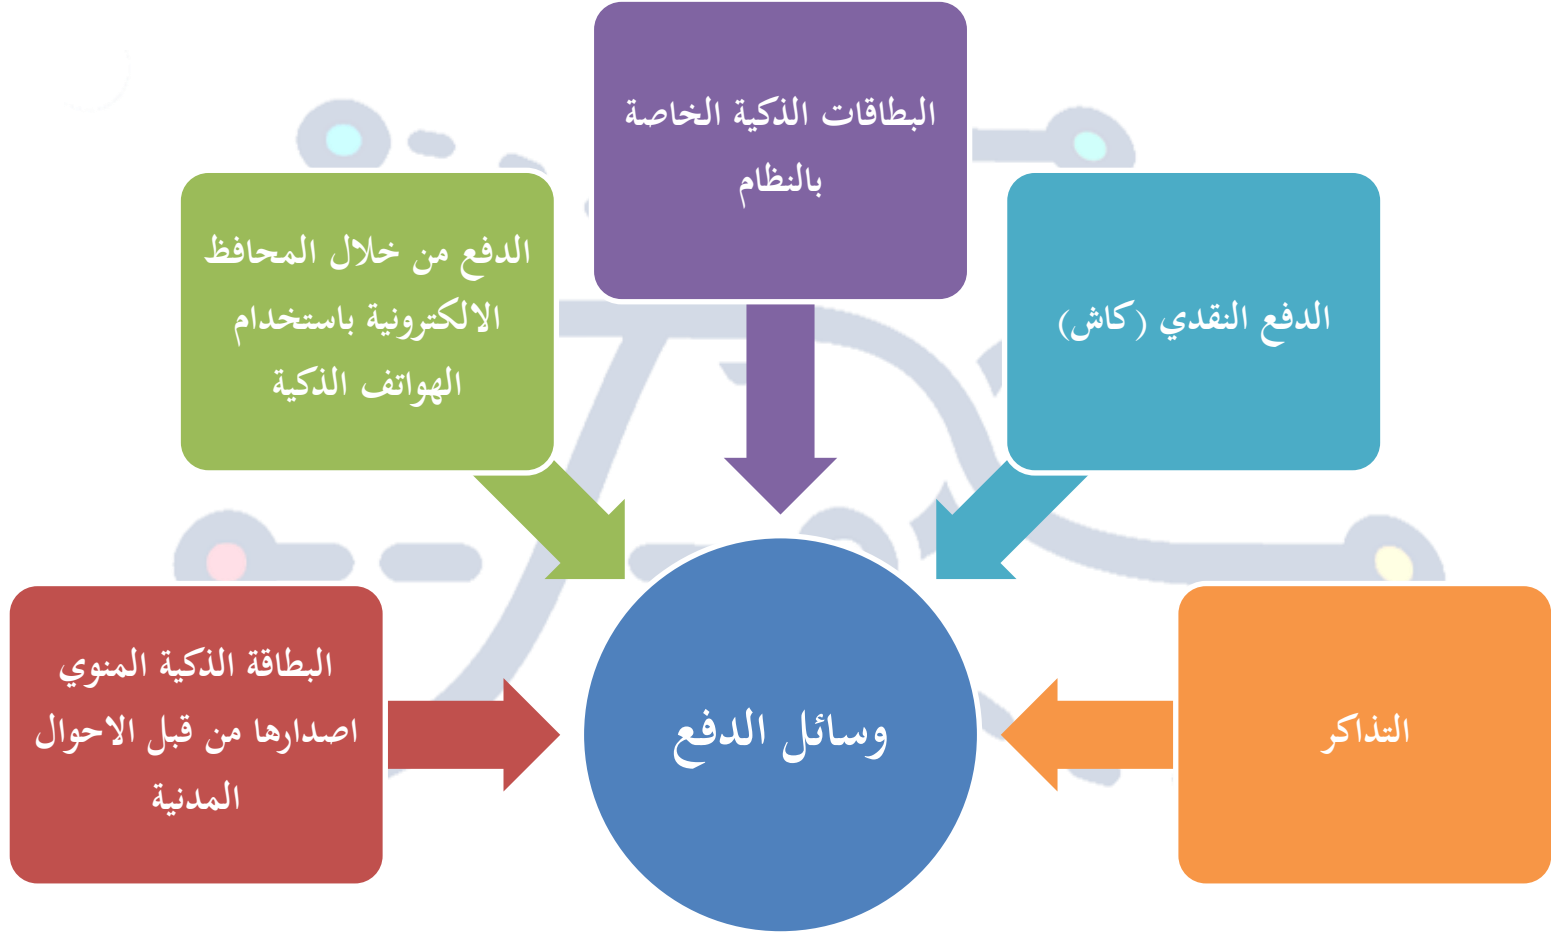 البطاقات الذكية الخاصة
بالنظام
الدفع النقدي (كاش)
الدفع من خلال المحافظ
الالكترونية باستخدام
الهواتف الذكية
التذاكر
وسائل الدفع
البطاقة الذكية المنوي
اصدارها من قبل الاحوال
المدنية